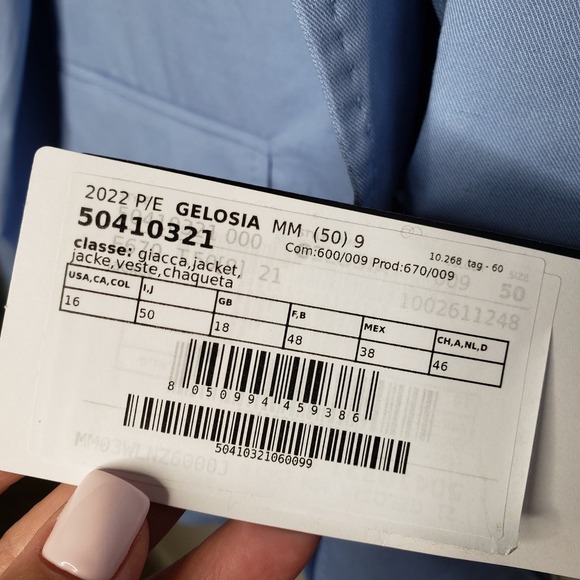 2022 P/E GELOSIA MM (50) 9
50410321 Com:600/009 Prod:670/009 10.268 tag - 60
classe: giacca,jacket,
jacke,veste,chaqueta
USA,CA,COL I,J GB F,B MEX CH,A,NL,D
16 50 18 48 38 46
8 050994 459386
50410321060099
SIZE
50
1002611248